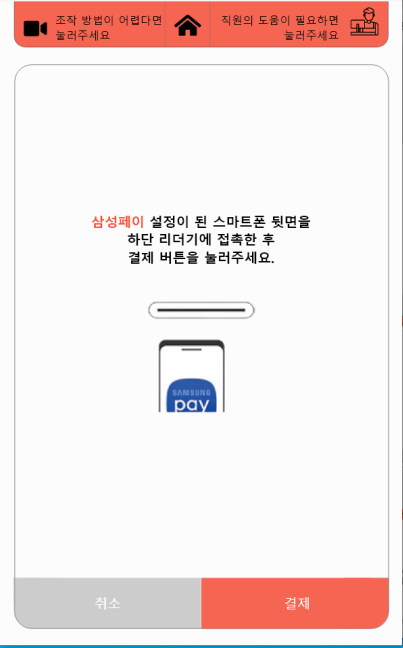 조작 방법이 어렵다면
눌러주세요
직원의 도움이 필요하면
눌러주세요
삼성페이 설정이 된 스마트폰 뒷면을
하단 리더기에 접촉한 후
결제 버튼을 눌러주세요.
SAMSUNG
pay
취소
결제